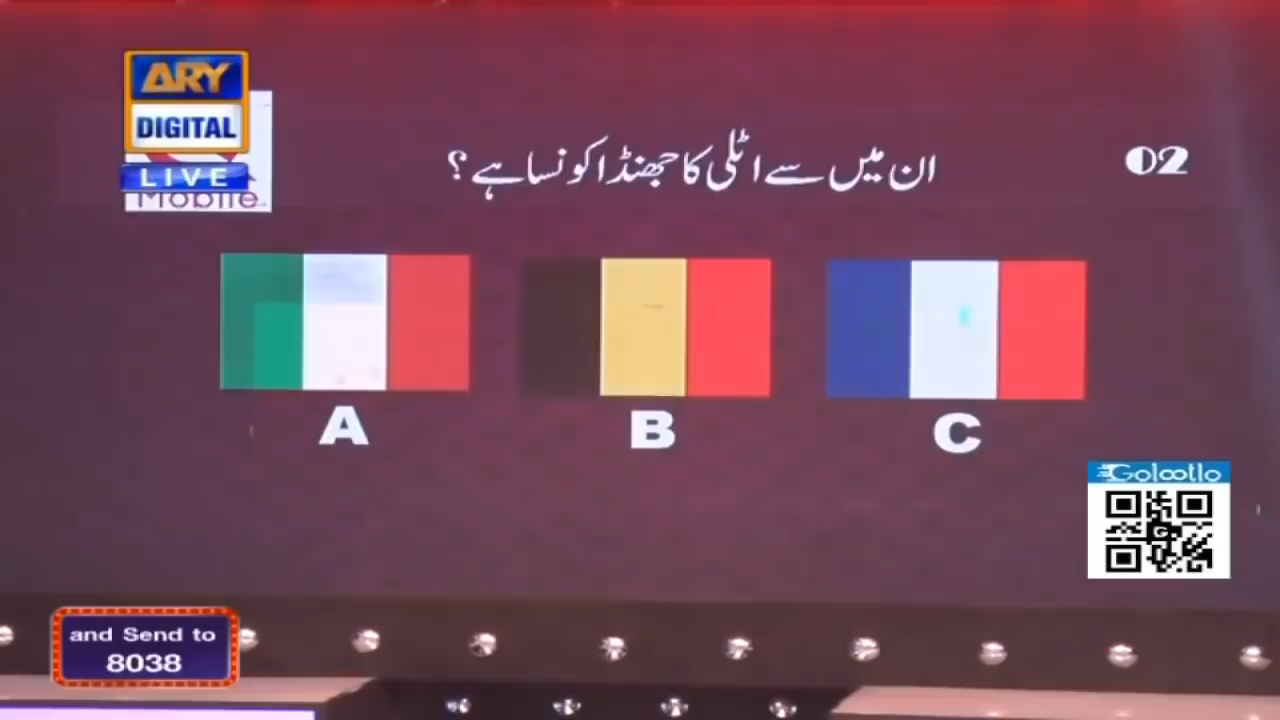 ARY
DIGITAL
LIVE
Mobile
ان میں سے اٹلی کا جھنڈا کونسا ہے ؟
02
A
B
C
Golootlo
and Send to
8038